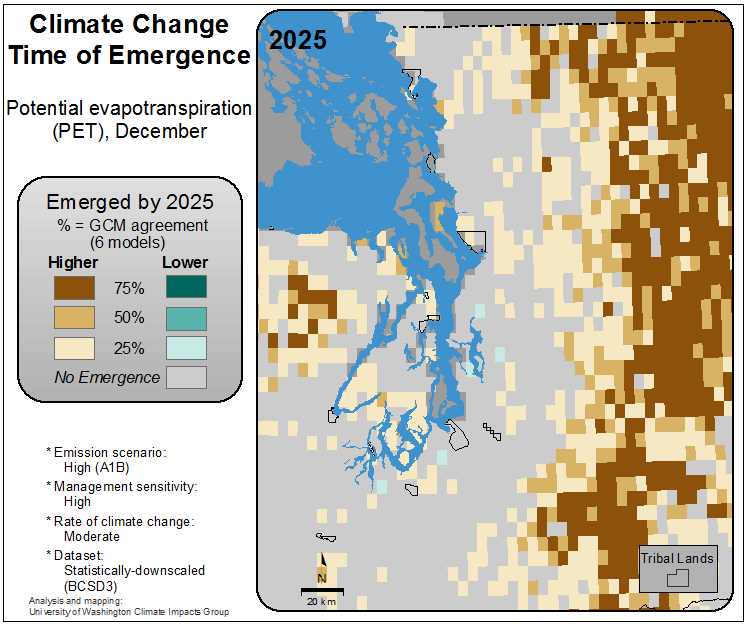 Climate Change
Time of Emergence
Potential evapotranspiration
(PET), December
Emerged by 2025
% = GCM agreement
(6 models)
Higher Lower
75%
50%
25%
No Emergence
* Emission scenario:
High (A1B)
* Management sensitivity:
High
* Rate of climate change:
Moderate
* Dataset:
Statistically-downscaled
(BCSD3)
Analysis and mapping:
University of Washington Climate Impacts Group
2025
N
20 km
Tribal Lands